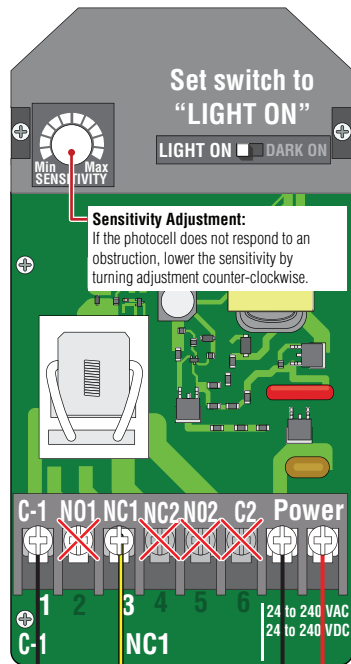 Set switch to
“LIGHT ON”
LIGHT ON DARK ON
Min Max
SENSITIVITY
Sensitivity Adjustment:
If the photocell does not respond to an
obstruction, lower the sensitivity by
turning adjustment counter-clockwise.
C-1 NO1 NC1 NC2 NO2 C2 Power
1 2 3 4 5 6
24 to 240 VAC
24 to 240 VDC
C-1 NC1